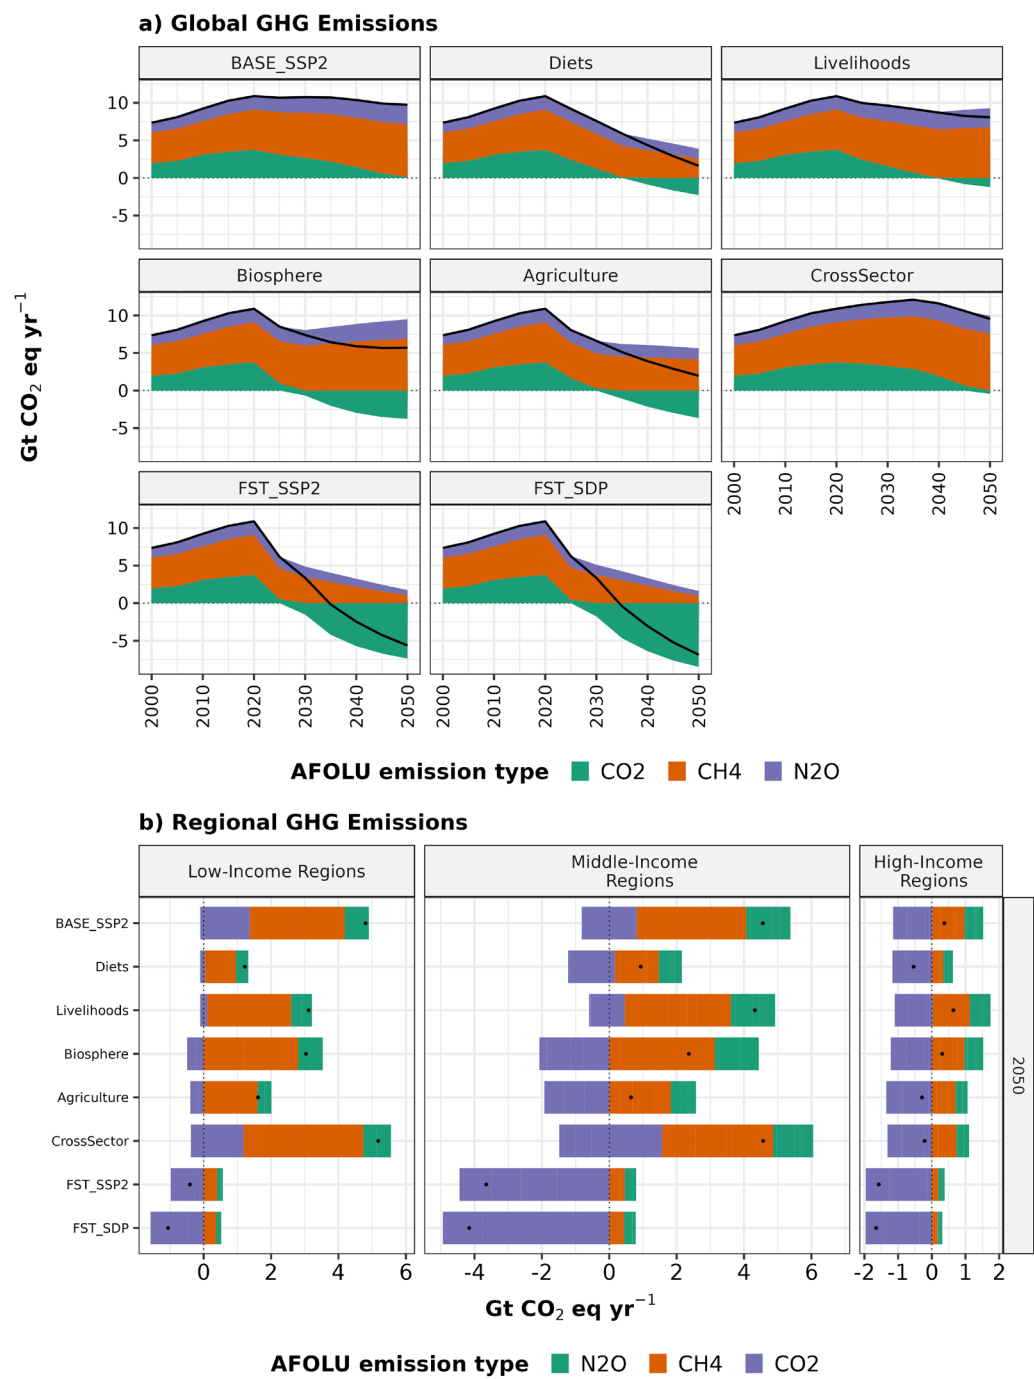 a) Global GHG Emissions
BASE_SSP2
Diets
Livelihoods
10
5
0
-5
Biosphere
Agriculture
CrossSector
Gt CO₂ eq yr⁻¹
10
5
0
-5
FST_SSP2
FST_SDP
2000
2010
2020
2030
2040
2050
10
5
0
-5
2000
2010
2020
2030
2040
2050
2000
2010
2020
2030
2040
2050
AFOLU emission type CO2 CH4 N2O
b) Regional GHG Emissions
Low-Income Regions
Middle-Income
Regions
High-Income
Regions
BASE_SSP2
Diets
Livelihoods
Biosphere
Agriculture
CrossSector
FST_SSP2
FST_SDP
2050
0 2 4 6
-4 -2 0 2 4 6
-2 -1 0 1 2
Gt CO₂ eq yr⁻¹
AFOLU emission type N2O CH4 CO2